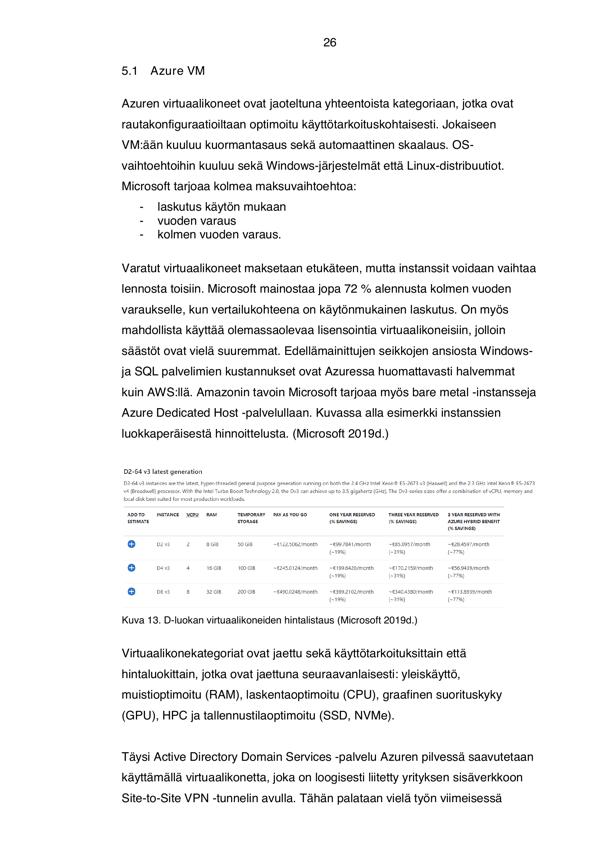 26
5.1 Azure VM
Azuren virtuaalikoneet ovat jaoteltuna yhteentoista kategoriaan, jotka ovat
rautakonfiguraatioiltaan optimoitu käyttötarkoituskohtaisesti. Jokaiseen
VM:ään kuuluu kuormantasaus sekä automaattinen skaalaus. OS-
vaihtoehtoihin kuuluu sekä Windows-järjestelmät että Linux-distribuutiot.
Microsoft tarjoaa kolmea maksuvaihtoehtoa:
- laskutus käytön mukaan
- vuoden varaus
- kolmen vuoden varaus.
Varatut virtuaalikoneet maksetaan etukäteen, mutta instanssit voidaan vaihtaa
lennosta toisiin. Microsoft mainostaa jopa 72 % alennusta kolmen vuoden
varaukselle, kun vertailukohteena on käytönmukainen laskutus. On myös
mahdollista käyttää olemassaolevaa lisensointia virtuaalikoneisiin, jolloin
säästöt ovat vielä suuremmat. Edellämainittujen seikkojen ansiosta Windows-
ja SQL palvelimien kustannukset ovat Azuressa huomattavasti halvemmat
kuin AWS:llä. Amazonin tavoin Microsoft tarjoaa myös bare metal -instansseja
Azure Dedicated Host -palvelullaan. Kuvassa alla esimerkki instanssien
luokkaperäisestä hinnoittelusta. (Microsoft 2019d.)
D2-64 v3 latest generation
D3-64 v3 instances are the latest, hyper-threaded general purpose generation running on both the 2.4 GHz Intel Xeon® E5-2673 v3 (Haswell) and the 2.3 GHz Intel Xeon® E5-2673
v4 (Broadwell) processor. With the Intel Turbo Boost Technology 2.0, the Dv3 can achieve up to 3.5 gigahertz (GHz). The Dv3-series sizes offer a combination of vCPU, memory and
local disk best suited for most production workloads.
ADD TO ESTIMATE INSTANCE VCPU RAM TEMPORARY STORAGE PAY AS YOU GO ONE YEAR RESERVED (% SAVINGS) THREE YEAR RESERVED (% SAVINGS) 3 YEAR RESERVED WITH AZURE HYBRID BENEFIT (% SAVINGS)
D2 v3 2 8 GiB 50 GiB ~€122.5062/month ~€99.7841/month (~19%) ~€85.0957/month (~31%) ~€28.4597/month (~77%)
D4 v3 4 16 GiB 100 GiB ~€245.0124/month (~19%) ~€170.2159/month (~31%) ~€56.9439/month (~77%)
D8 v3 8 32 GiB 200 GiB ~€490.0248/month ~€399.2102/month (~19%) ~€340.4380/month (~31%) (~77%)
Kuva 13. D-luokan virtuaalikoneiden hintalistaus (Microsoft 2019d.)
Virtuaalikonekategoriat ovat jaettu sekä käyttötarkoituksittain että
hintaluokittain, jotka ovat jaettuna seuraavanlaisesti: yleiskäyttö,
muistioptimoitu (RAM), laskentaoptimoitu (CPU), graafinen suorituskyky
(GPU), HPC ja tallennustilaoptimoitu (SSD, NVMe).
Täysi Active Directory Domain Services -palvelu Azuren pilvessä saavutetaan
käyttämällä virtuaalikonetta, joka on loogisesti liitetty yrityksen sisäverkkoon
Site-to-Site VPN -tunnelin avulla. Tähän palataan vielä työn viimeisessä